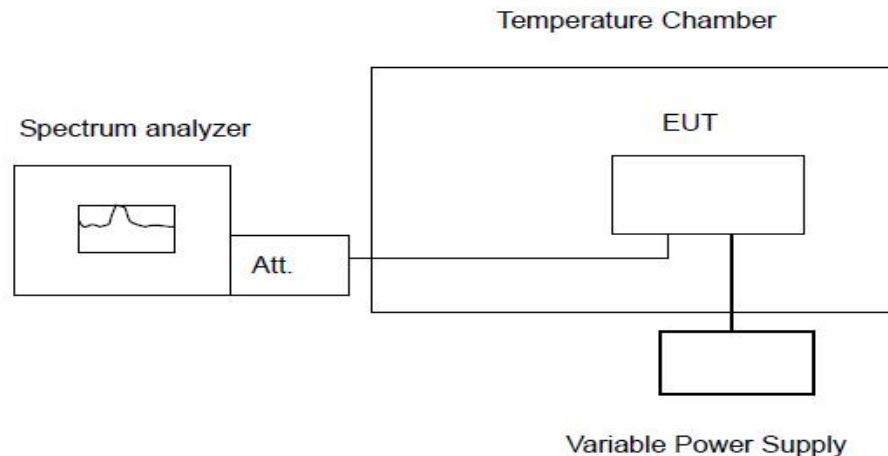 Temperature Chamber
Spectrum analyzer
EUT
Att.
Variable Power Supply